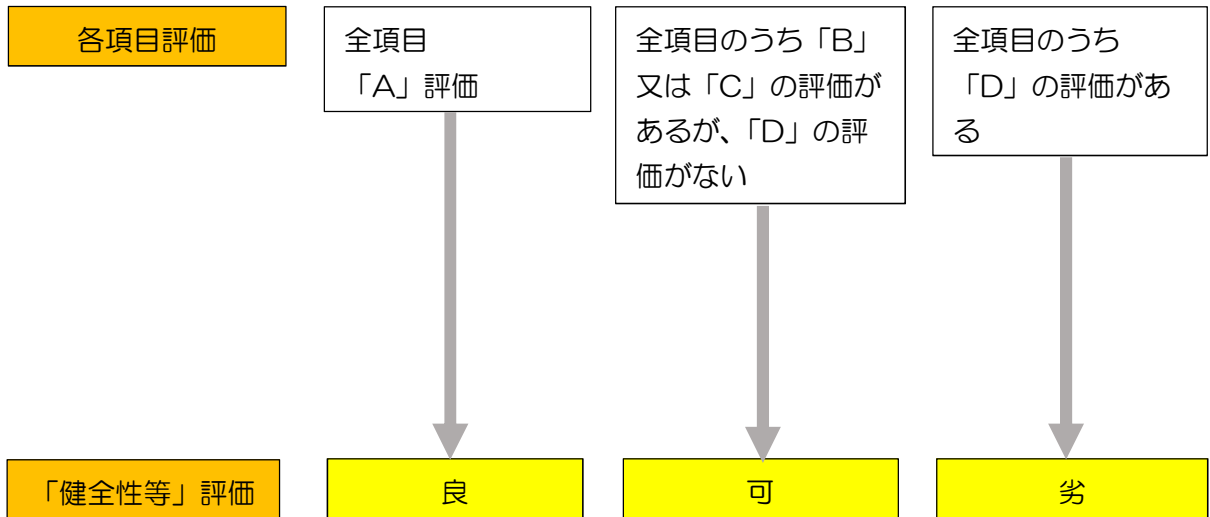 各項目評価
全項目
「A」評価
全項目のうち「B」
又は「C」の評価が
あるが、「D」の評
価がない
全項目のうち
「D」の評価があ
る
「健全性等」評価
良
可
劣